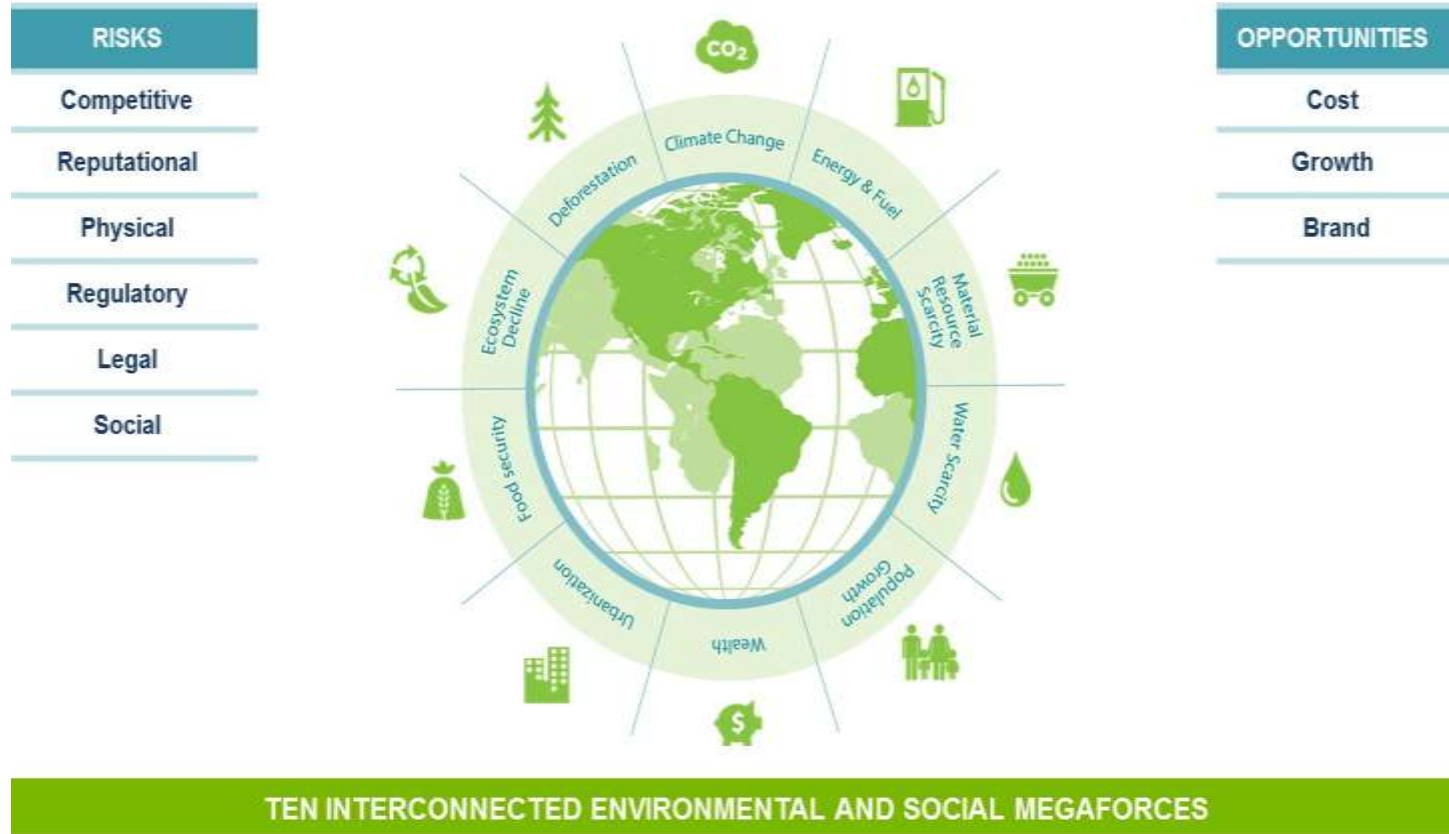 RISKS
Competitive
Reputational
Physical
Regulatory
Legal
Social
CO2
Climate Change
Energy & Fuel
Material
Resource
Scarcity
Water Scarcity
Population
Growth
Wealth
Urbanization
Food security
Ecosystem
Decline
Deforestation
$
OPPORTUNITIES
Cost
Growth
Brand
TEN INTERCONNECTED ENVIRONMENTAL AND SOCIAL MEGAFORCES